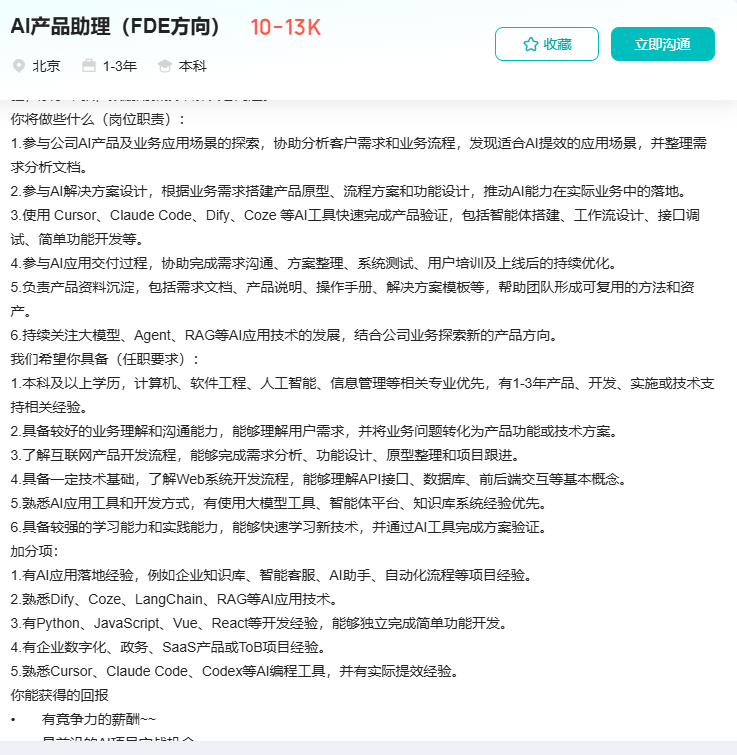 AI产品助理（FDE方向） 10-13K
收藏
立即沟通
北京 1-3年 本科
你将做些什么（岗位职责）：
1.参与公司AI产品及业务应用场景的探索，协助分析客户需求和业务流程，发现适合AI提效的应用场景，并整理需
求分析文档。
2.参与AI解决方案设计，根据业务需求搭建产品原型、流程方案和功能设计，推动AI能力在实际业务中的落地。
3.使用 Cursor、Claude Code、Dify、Coze 等AI工具快速完成产品验证，包括智能体搭建、工作流设计、接口调
试、简单功能开发等。
4.参与AI应用交付过程，协助完成需求沟通、方案整理、系统测试、用户培训及上线后的持续优化。
5.负责产品资料沉淀，包括需求文档、产品说明、操作手册、解决方案模板等，帮助团队形成可复用的方法和资
产。
6.持续关注大模型、Agent、RAG等AI应用技术的发展，结合公司业务探索新的产品方向。
我们希望你具备（任职要求）：
1.本科及以上学历，计算机、软件工程、人工智能、信息管理等相关专业优先，有1-3年产品、开发、实施或技术支
持相关经验。
2.具备较好的业务理解和沟通能力，能够理解用户需求，并将业务问题转化为产品功能或技术方案。
3.了解互联网产品开发流程，能够完成需求分析、功能设计、原型整理和项目跟进。
4.具备一定技术基础，了解Web系统开发流程，能够理解API接口、数据库、前后端交互等基本概念。
5.熟悉AI应用工具和开发方式，有使用大模型工具、智能体平台、知识库系统经验优先。
6.具备较强的学习能力和实践能力，能够快速学习新技术，并通过AI工具完成方案验证。
加分项：
1.有AI应用落地经验，例如企业知识库、智能客服、AI助手、自动化流程等项目经验。
2.熟悉Dify、Coze、LangChain、RAG等AI应用技术。
3.有Python、JavaScript、Vue、React等开发经验，能够独立完成简单功能开发。
4.有企业数字化、政务、SaaS产品或ToB项目经验。
5.熟悉Cursor、Claude Code、Codex等AI编程工具，并有实际提效经验。
你能获得的回报
• 有竞争力的薪酬~~